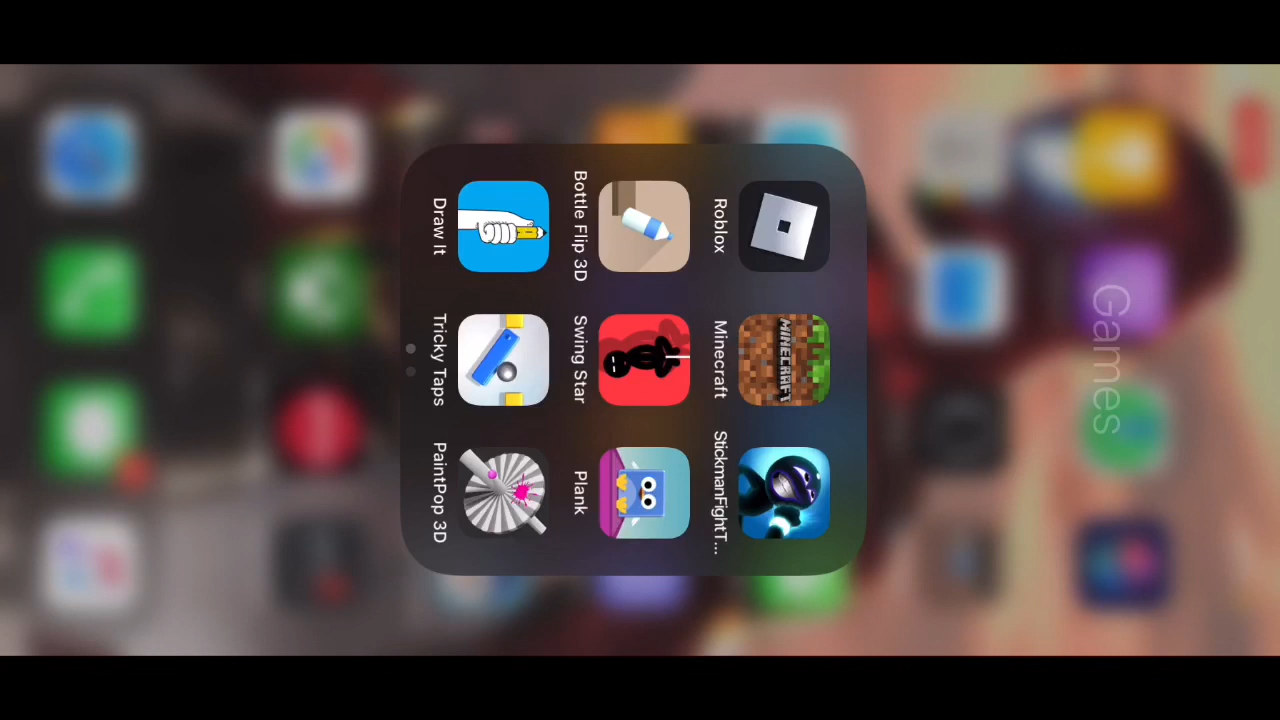 Games
Roblox
Minecraft
StickmanFightT...
Bottle Flip 3D
Swing Star
Plank
Draw It
Tricky Taps
PaintPop 3D
MINECRAFT